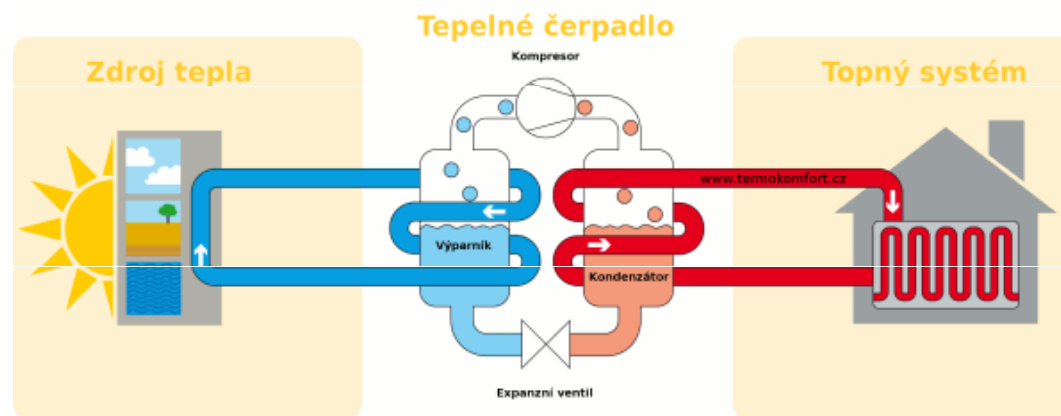 Tepelné čerpadlo
Kompresor
Zdroj tepla
Topný systém
www.termokomfort.cz
Výparník
Kondenzátor
Expanzní ventil